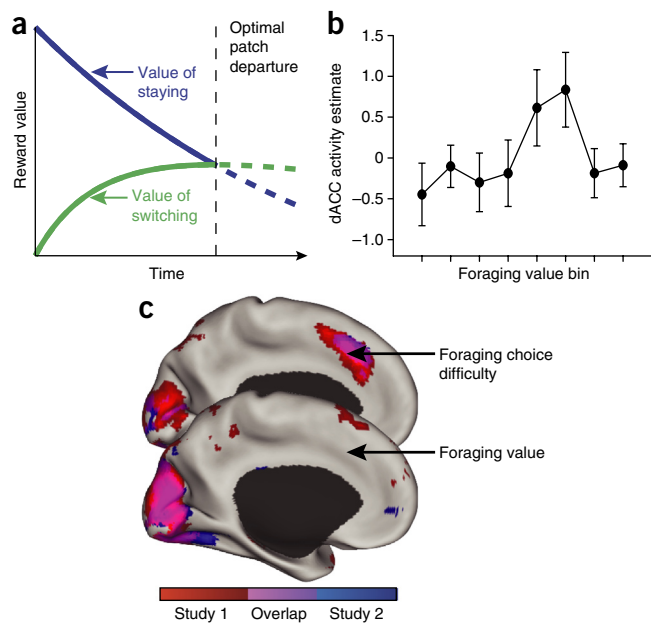 a
Optimal
patch
departure
Value of
staying
Value of
switching
Reward value
Time
b
1.5
1.0
0.5
0
−0.5
−1.0
dACC activity estimate
Foraging value bin
c
Foraging choice
difficulty
Foraging value
Study 1 Overlap Study 2